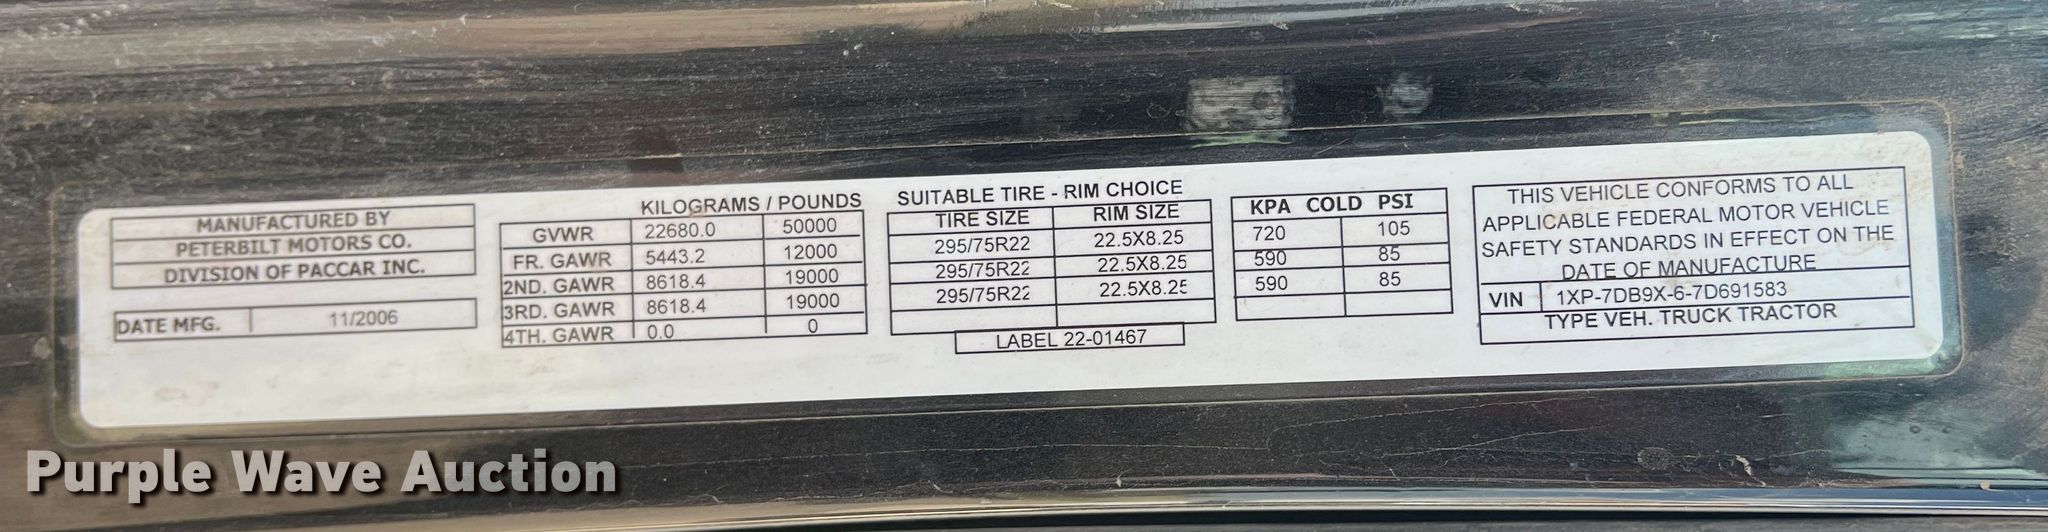 MANUFACTURED BY
PETERBILT MOTORS CO.
DIVISION OF PACCAR INC.
DATE MFG. 11/2006
KILOGRAMS / POUNDS
GVWR 22680.0 50000
FR. GAWR 5443.2 12000
2ND. GAWR 8618.4 19000
3RD. GAWR 8618.4 19000
4TH. GAWR 0.0 0
SUITABLE TIRE - RIM CHOICE
TIRE SIZE RIM SIZE
295/75R22 22.5X8.25
295/75R22 22.5X8.25
295/75R22 22.5X8.25
LABEL 22-01467
KPA COLD PSI
720 105
590 85
590 85
THIS VEHICLE CONFORMS TO ALL
APPLICABLE FEDERAL MOTOR VEHICLE
SAFETY STANDARDS IN EFFECT ON THE
DATE OF MANUFACTURE
VIN 1XP-7DB9X-6-7D691583
TYPE VEH. TRUCK TRACTOR
Purple Wave Auction